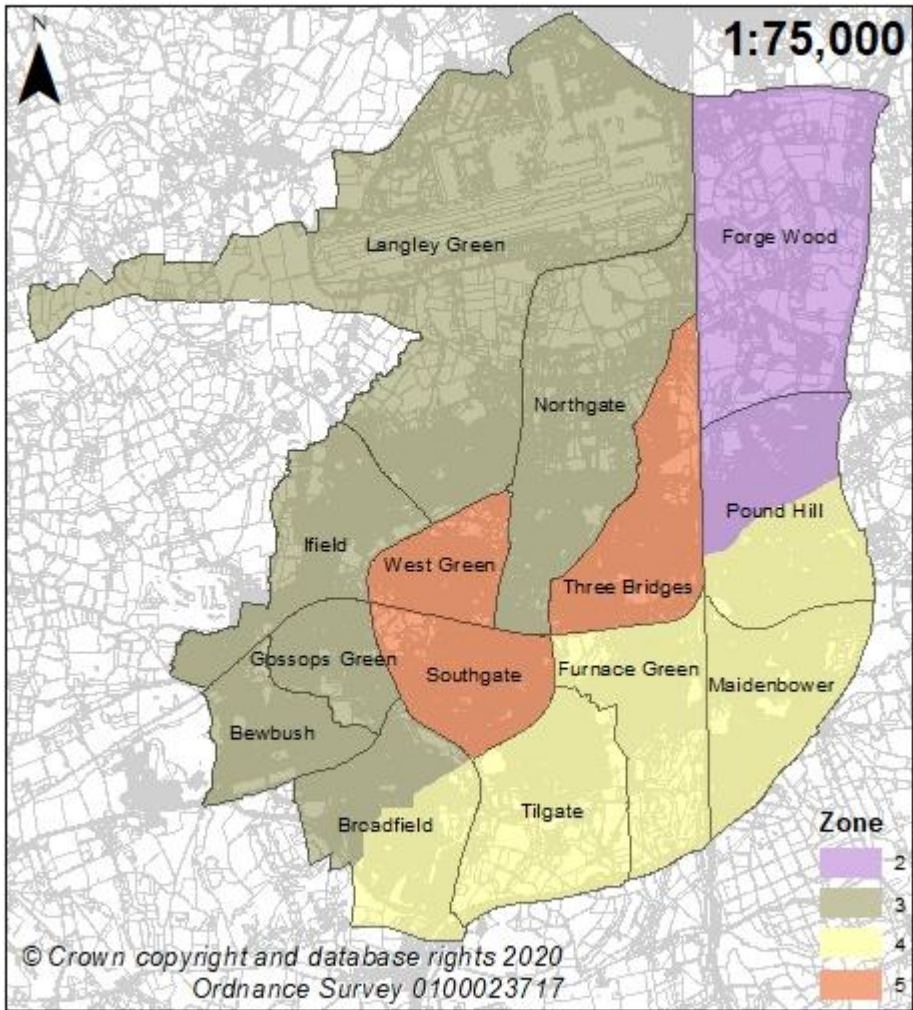 N
1:75,000
Langley Green
Forge Wood
Northgate
Pound Hill
Ifield
West Green
Three Bridges
Gossops Green
Southgate
Furnace Green
Maidenbower
Bewbush
Broadfield
Tilgate
Zone
2
3
4
5
© Crown copyright and database rights 2020
Ordnance Survey 0100023717